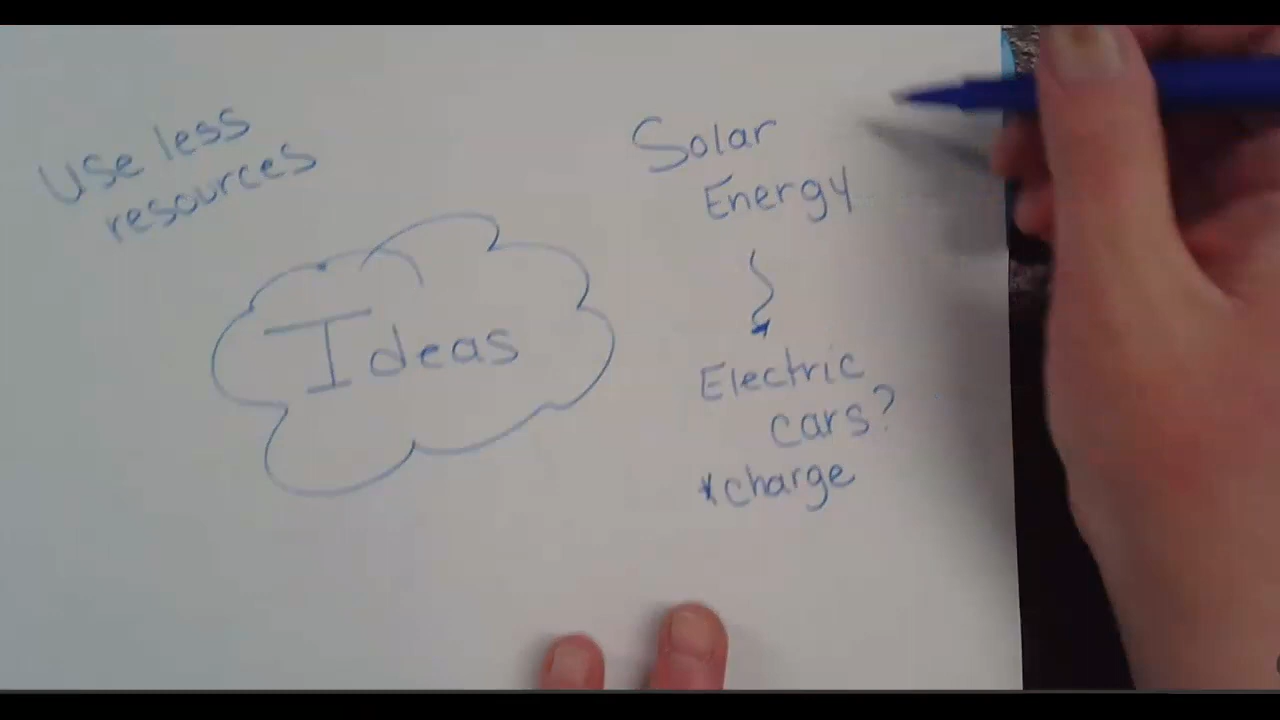 Use less
resources
Ideas
Solar
Energy
Electric
cars?
*charge